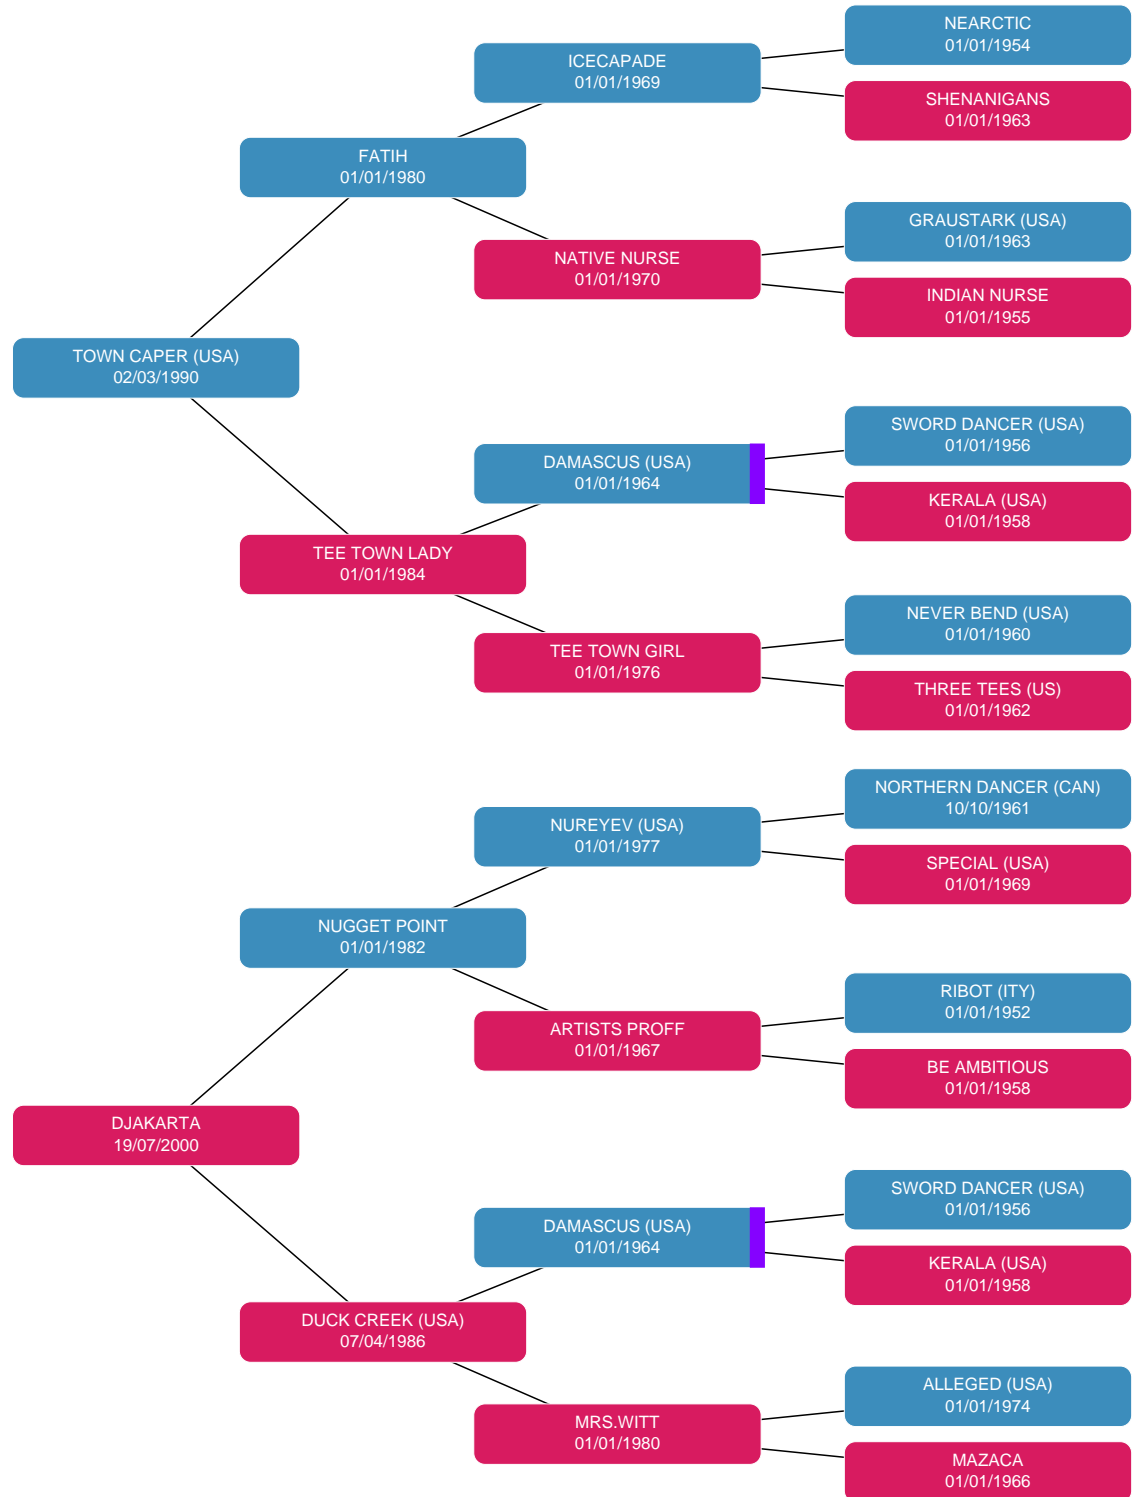 NEARCTIC
01/01/1954
ICECAPADE
01/01/1969
SHENANIGANS
01/01/1963
FATIH
01/01/1980
GRAUSTARK (USA)
01/01/1963
NATIVE NURSE
01/01/1970
INDIAN NURSE
01/01/1955
TOWN CAPER (USA)
02/03/1990
SWORD DANCER (USA)
01/01/1956
DAMASCUS (USA)
01/01/1964
KERALA (USA)
01/01/1958
TEE TOWN LADY
01/01/1984
NEVER BEND (USA)
01/01/1960
TEE TOWN GIRL
01/01/1976
THREE TEES (US)
01/01/1962
NORTHERN DANCER (CAN)
10/10/1961
NUREYEV (USA)
01/01/1977
SPECIAL (USA)
01/01/1969
NUGGET POINT
01/01/1982
RIBOT (ITY)
01/01/1952
ARTISTS PROFF
01/01/1967
BE AMBITIOUS
01/01/1958
DJAKARTA
19/07/2000
SWORD DANCER (USA)
01/01/1956
DAMASCUS (USA)
01/01/1964
KERALA (USA)
01/01/1958
DUCK CREEK (USA)
07/04/1986
ALLEGED (USA)
01/01/1974
MRS.WITT
01/01/1980
MAZACA
01/01/1966